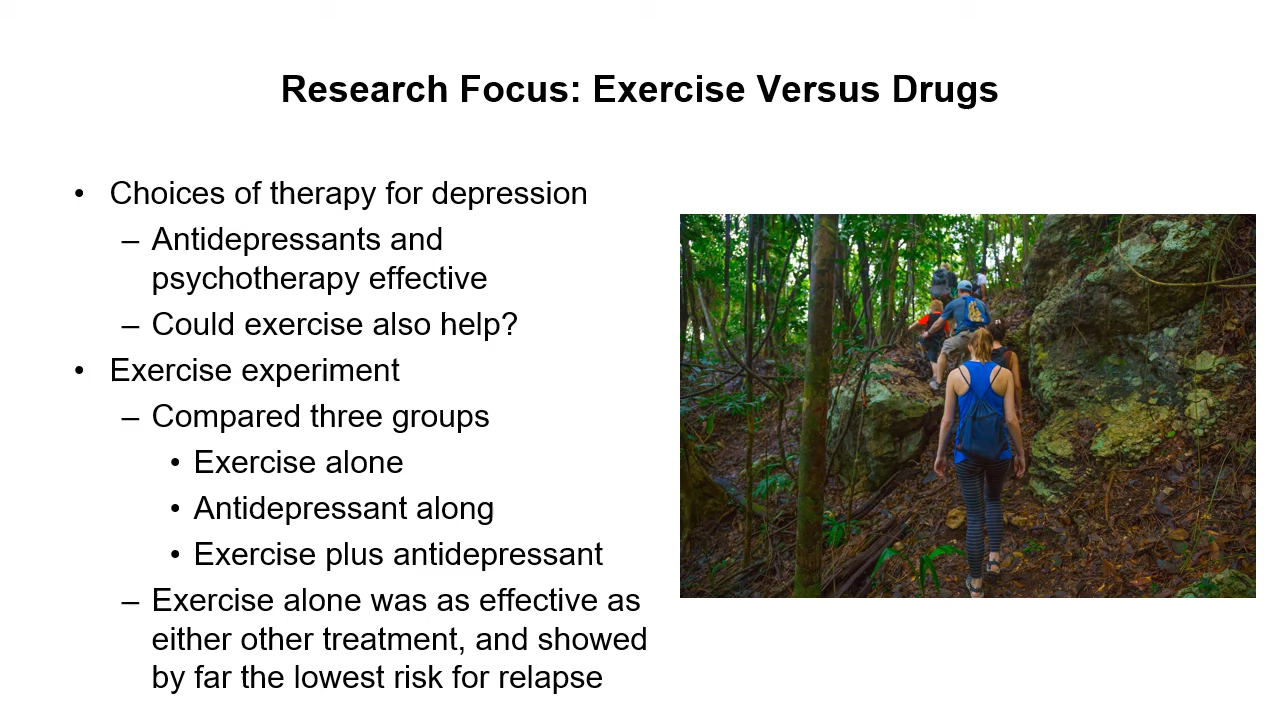 Research Focus: Exercise Versus Drugs
• Choices of therapy for depression
– Antidepressants and
psychotherapy effective
– Could exercise also help?
• Exercise experiment
– Compared three groups
• Exercise alone
• Antidepressant along
• Exercise plus antidepressant
– Exercise alone was as effective as
either other treatment, and showed
by far the lowest risk for relapse